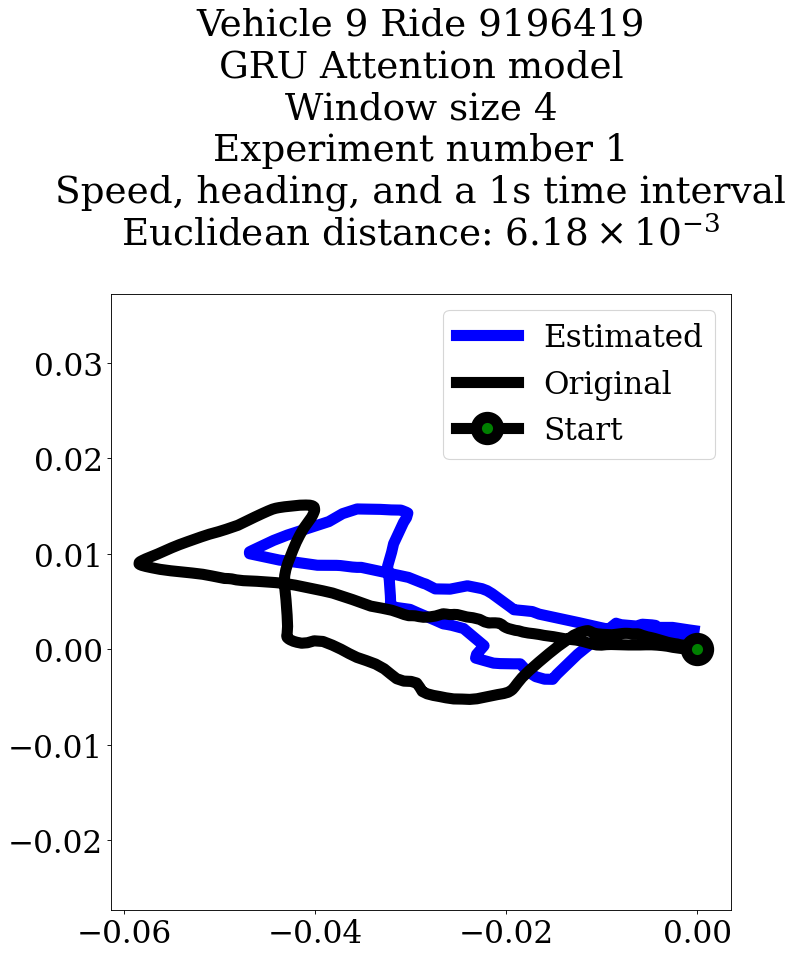 Vehicle 9 Ride 9196419
GRU Attention model
Window size 4
Experiment number 1
Speed, heading, and a 1s time interval
Euclidean distance: 6.18 × 10⁻³
Estimated
Original
Start
0.03
0.02
0.01
0.00
−0.01
−0.02
−0.06
−0.04
−0.02
0.00